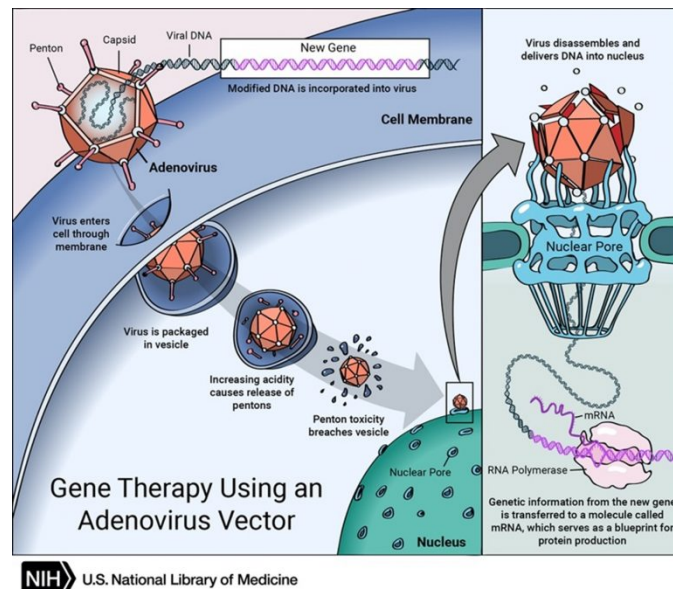 Penton
Capsid
Viral DNA
New Gene
Modified DNA is incorporated into virus
Cell Membrane
Adenovirus
Virus enters
cell through
membrane
Virus is packaged
in vesicle
Increasing acidity
causes release of
pentons
Penton toxicity
breaches vesicle
Nuclear Pore
Nucleus
Gene Therapy Using an
Adenovirus Vector
Virus disassembles and
delivers DNA into nucleus
Nuclear Pore
mRNA
RNA Polymerase
Genetic information from the new gene
is transferred to a molecule called
mRNA, which serves as a blueprint for
protein production
NIH U.S. National Library of Medicine